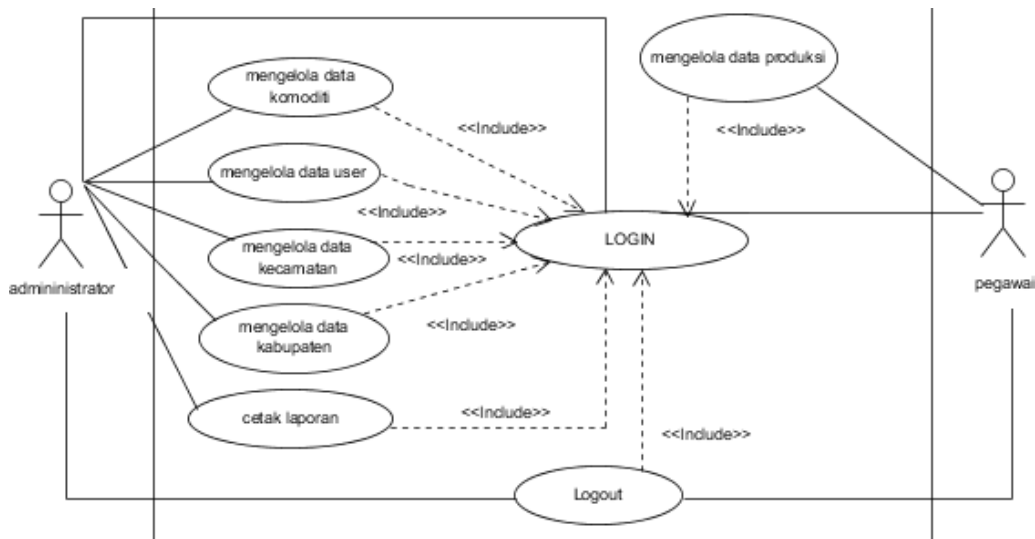 mengelola data
komoditi
mengelola data produksi
<<Include>>
<<Include>>
mengelola data user
<<Include>>
LOGIN
mengelola data
kecamatan
<<Include>>
admininistrator
pegawai
mengelola data
kabupaten
<<Include>>
cetak laporan
<<Include>>
<<Include>>
Logout